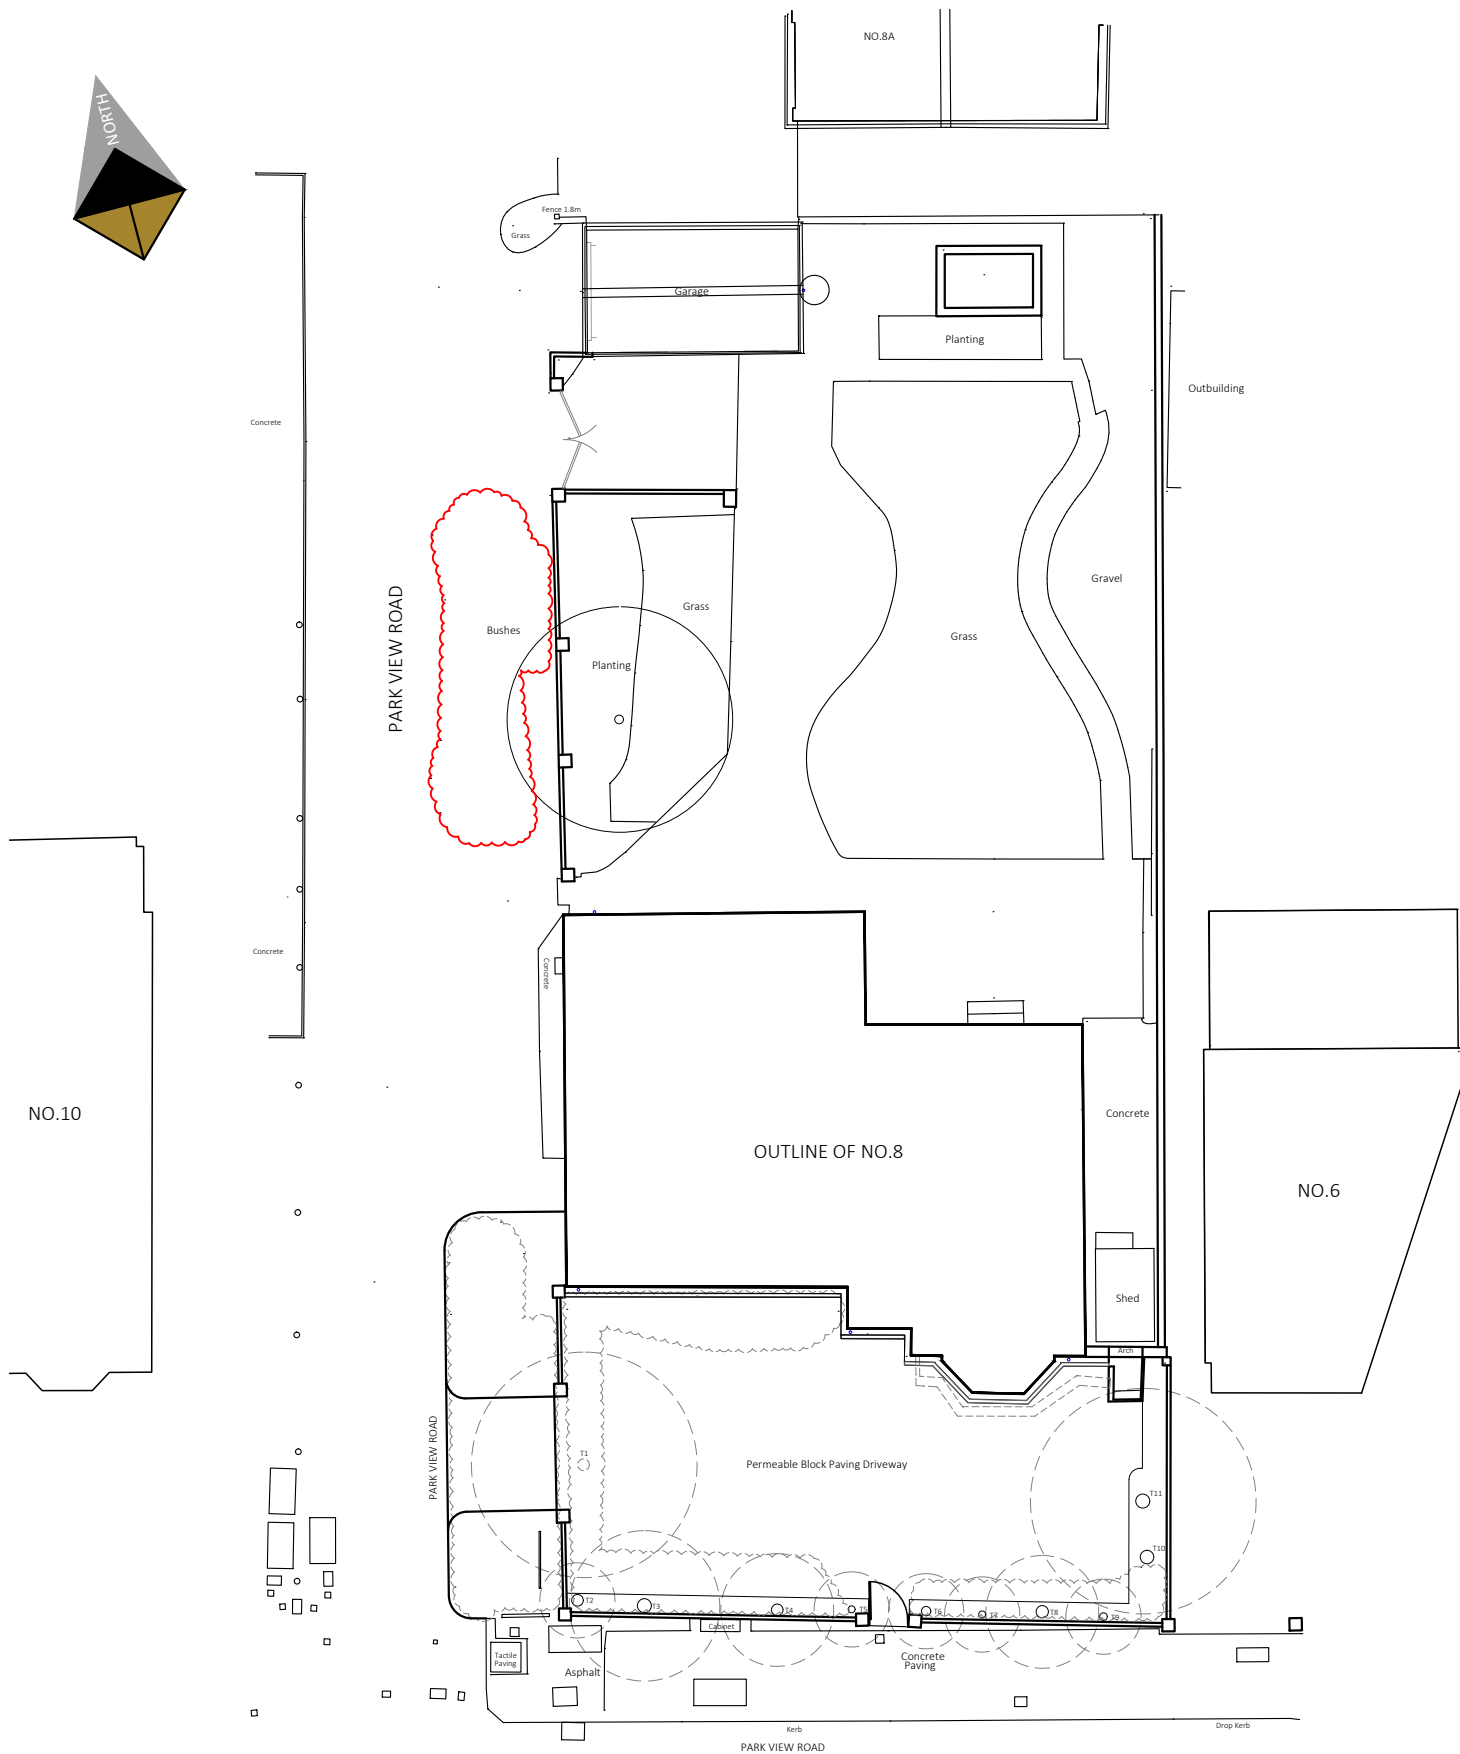 NO.8A
NORTH
Fence 1.8m
Grass
Garage
Planting
Outbuilding
Concrete
PARK VIEW ROAD
Bushes
Grass
Planting
Grass
Gravel
Concrete
Concrete
NO.10
OUTLINE OF NO.8
Concrete
NO.6
Shed
Arch
PARK VIEW ROAD
T1
Permeable Block Paving Driveway
T11
T10
T2
T3
T4
T5
T6
T7
T8
T9
Cabinet
Tactile
Paving
Asphalt
Concrete
Paving
Kerb
Drop Kerb
PARK VIEW ROAD